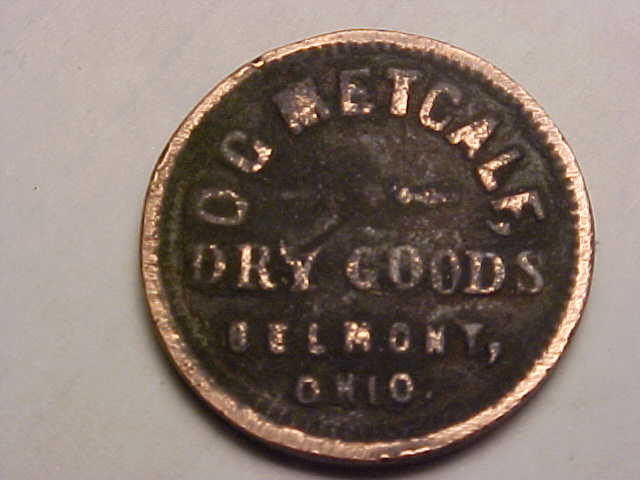 D C METCALF,
DRY GOODS
BELMONT,
OHIO.